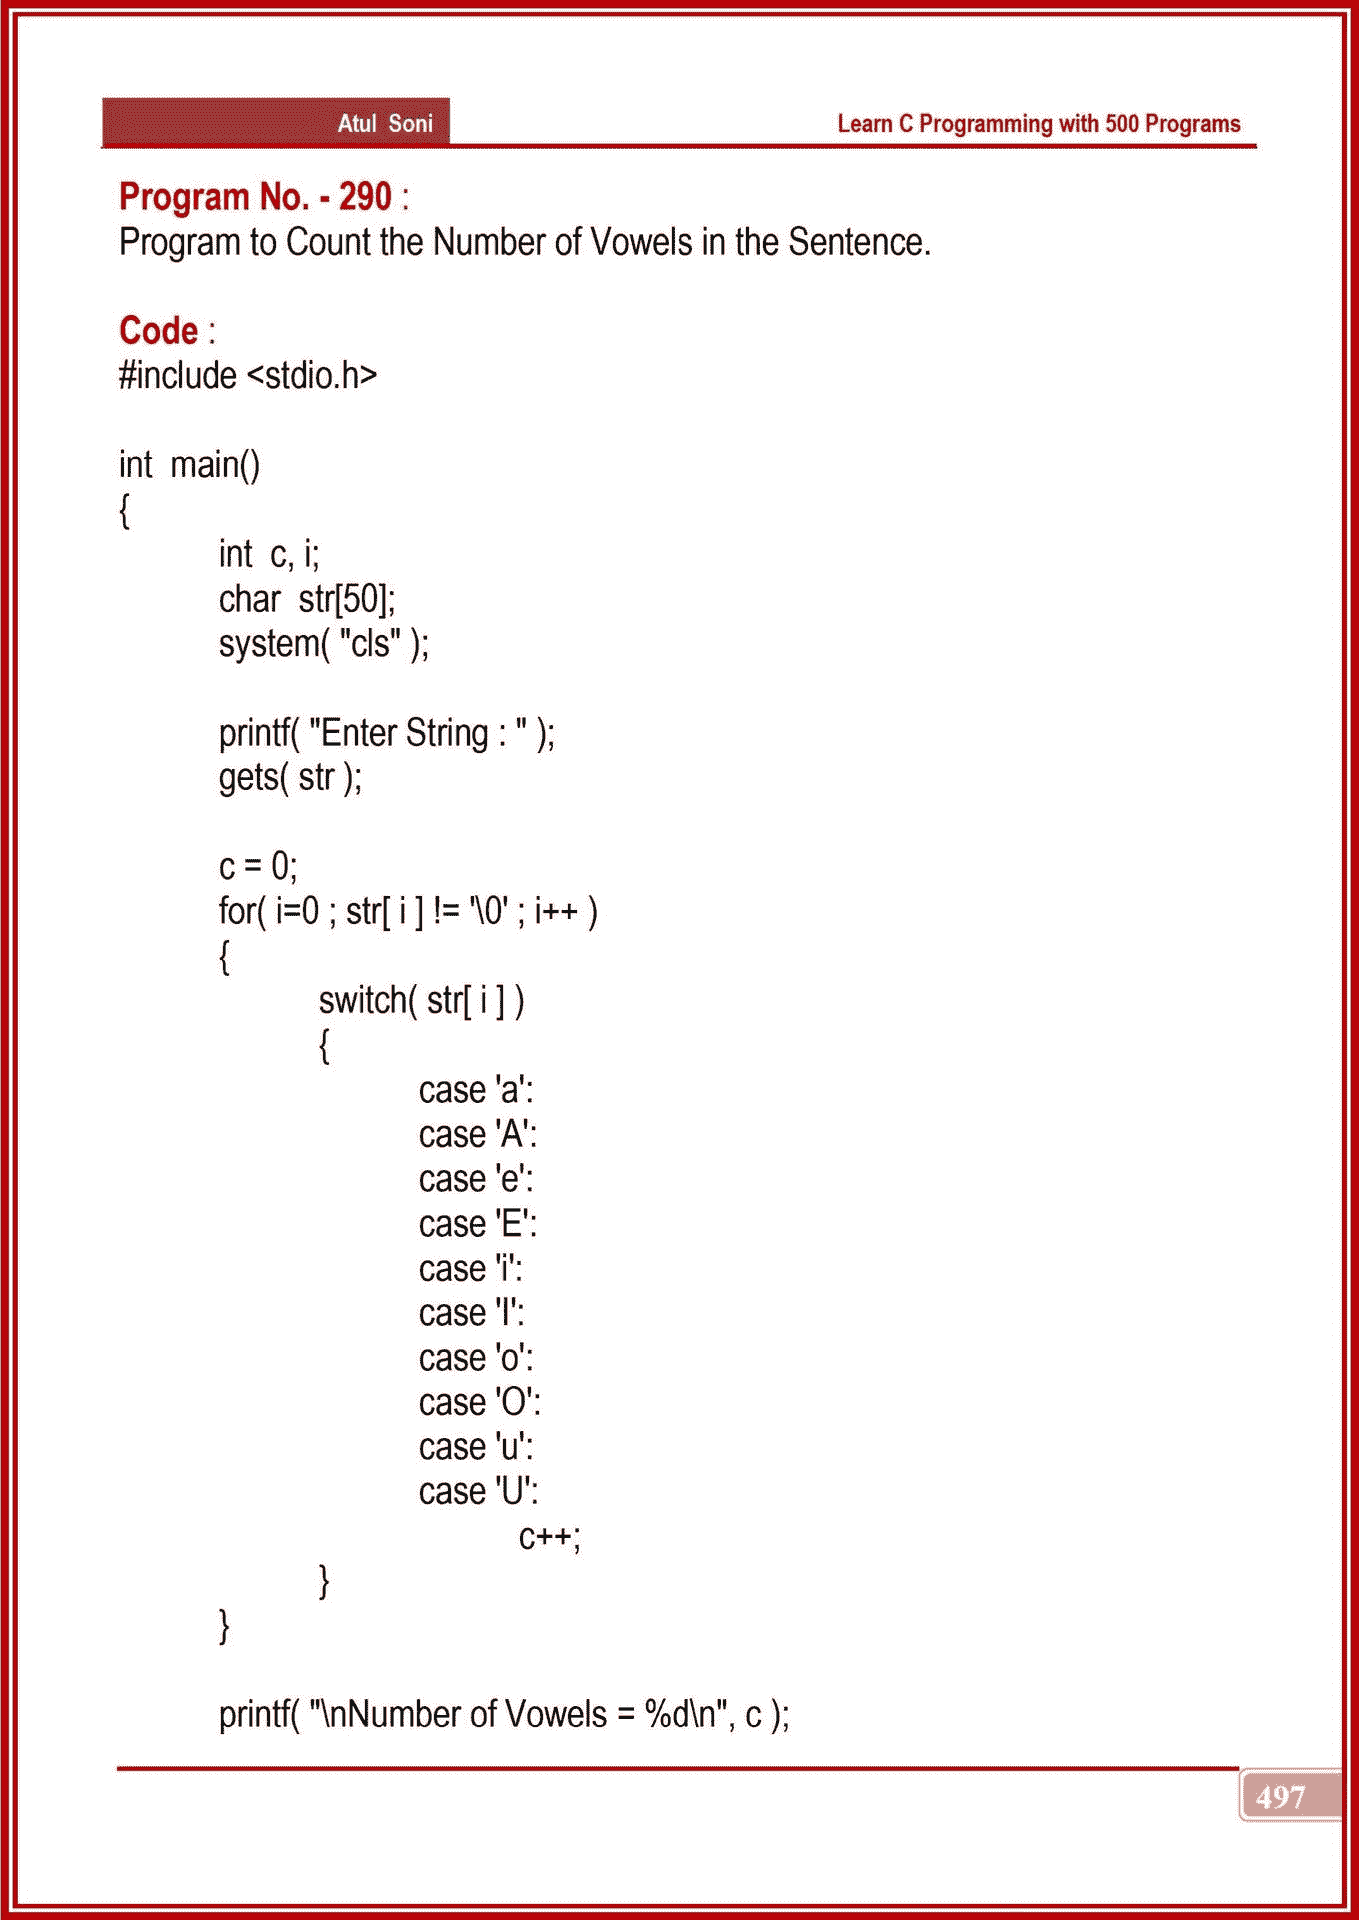 Atul  Soni
Learn C Programming with 500 Programs
Program No. - 290 :
Program to Count the Number of Vowels in the Sentence.
Code :
#include <stdio.h>
int  main()
{
int  c, i;
char  str[50];
system( "cls" );
printf( "Enter String : " );
gets( str );
c = 0;
for( i=0 ; str[ i ] != '\0' ; i++ )
{
switch( str[ i ] )
{
case 'a':
case 'A':
case 'e':
case 'E':
case 'i':
case 'I':
case 'o':
case 'O':
case 'u':
case 'U':
c++;
}
}
printf( "\nNumber of Vowels = %d\n", c );
497